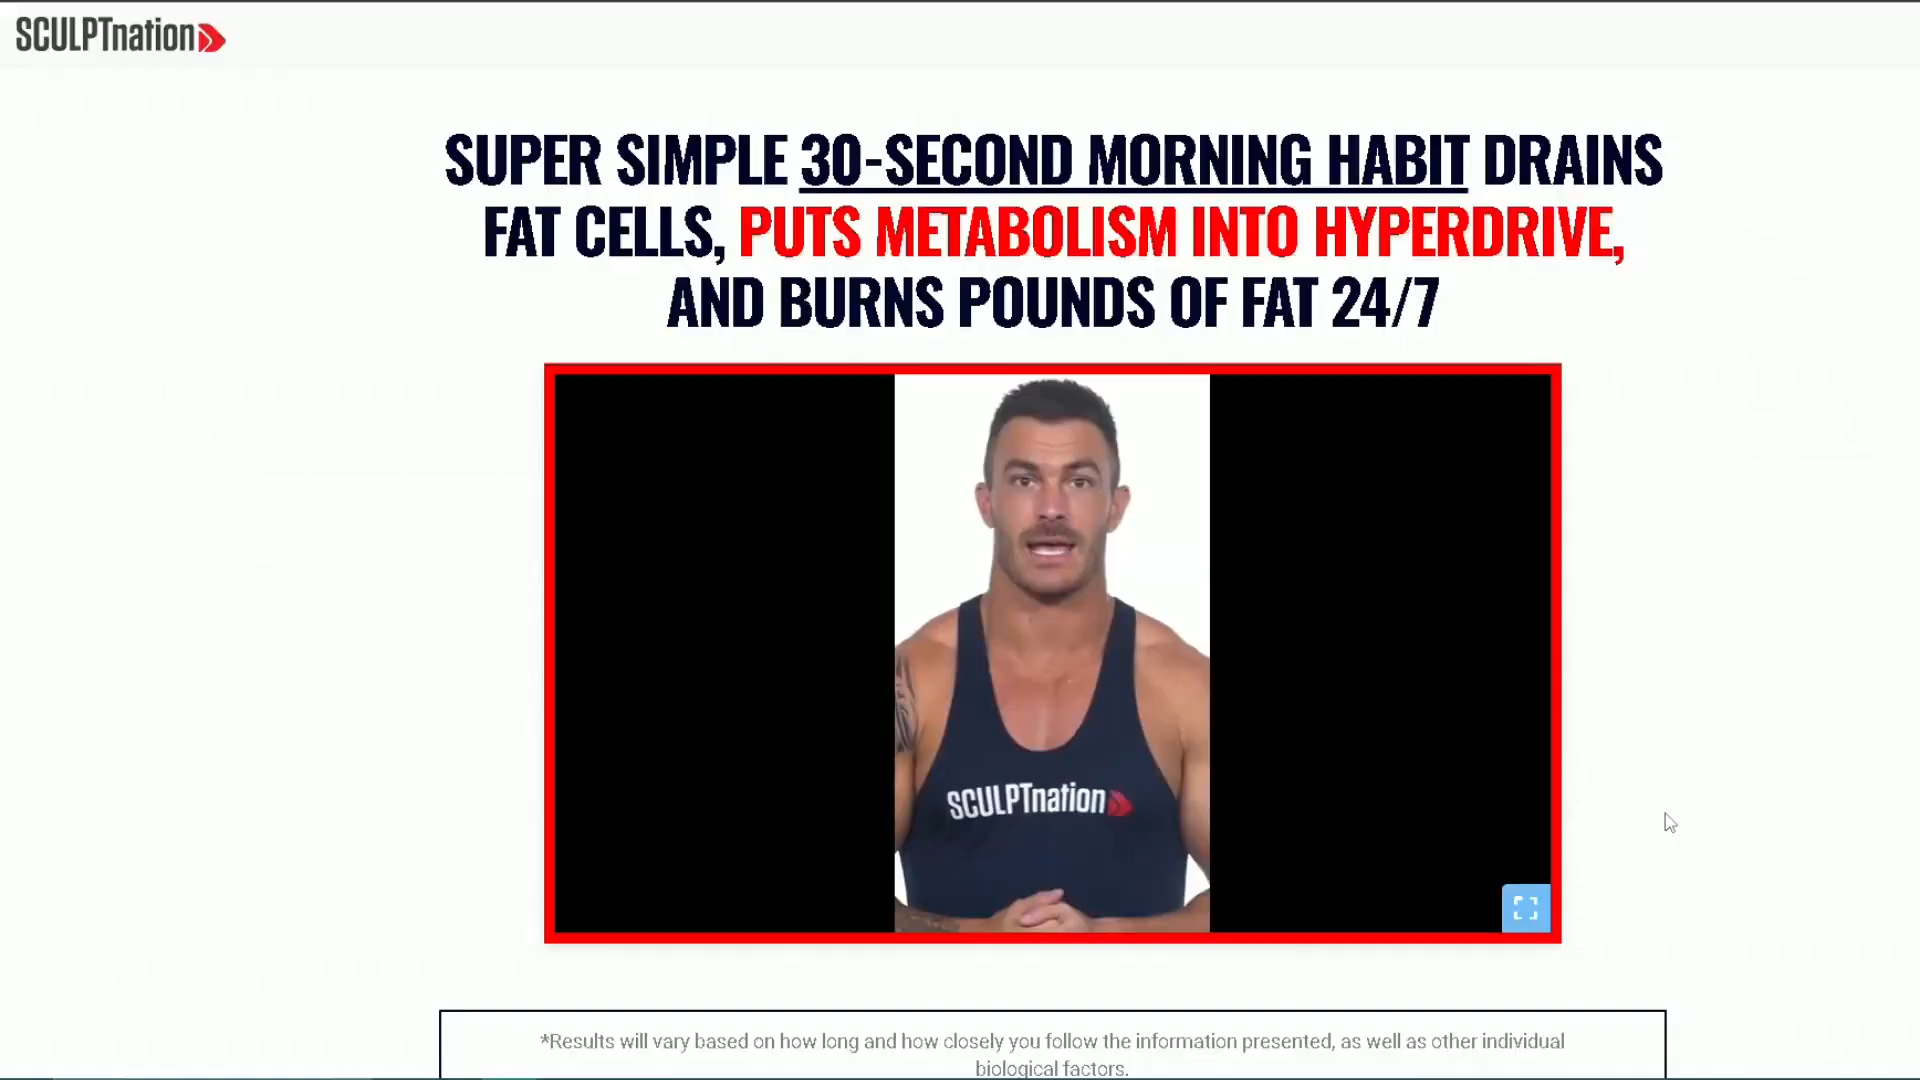 SCULPTnation
SUPER SIMPLE 30-SECOND MORNING HABIT DRAINS
FAT CELLS, PUTS METABOLISM INTO HYPERDRIVE,
AND BURNS POUNDS OF FAT 24/7
SCULPTnation
*Results will vary based on how long and how closely you follow the information presented, as well as other individual
biological factors.